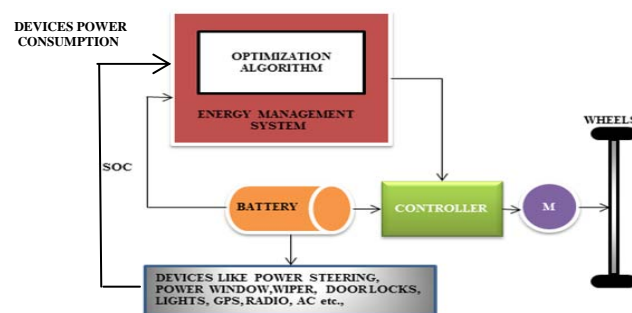 DEVICES POWER
CONSUMPTION
OPTIMIZATION
ALGORITHM
ENERGY MANAGEMENT
SYSTEM
WHEELS
SOC
BATTERY
CONTROLLER
M
DEVICES LIKE POWER STEERING,
POWER WINDOW,WIPER, DOOR LOCKS,
LIGHTS, GPS,RADIO, AC etc.,